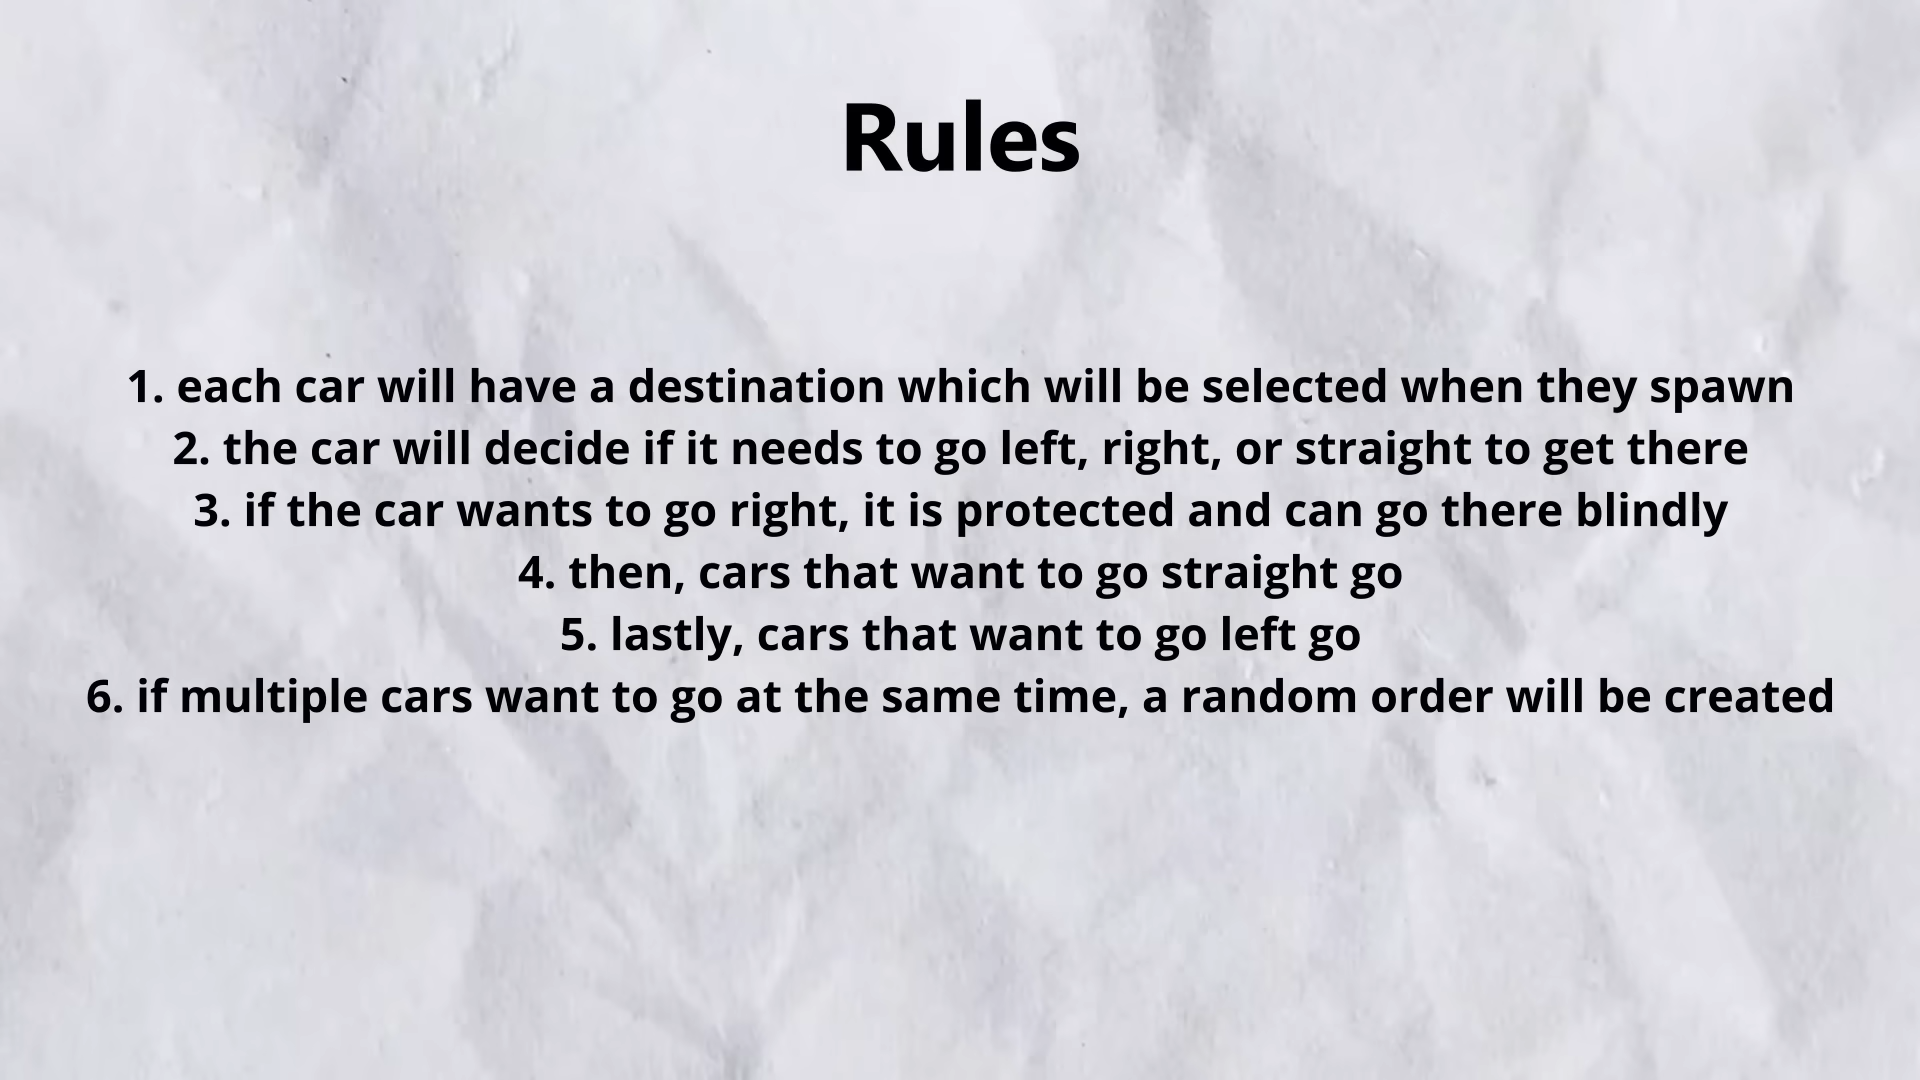 Rules
1. each car will have a destination which will be selected when they spawn
2. the car will decide if it needs to go left, right, or straight to get there
3. if the car wants to go right, it is protected and can go there blindly
4. then, cars that want to go straight go
5. lastly, cars that want to go left go
6. if multiple cars want to go at the same time, a random order will be created